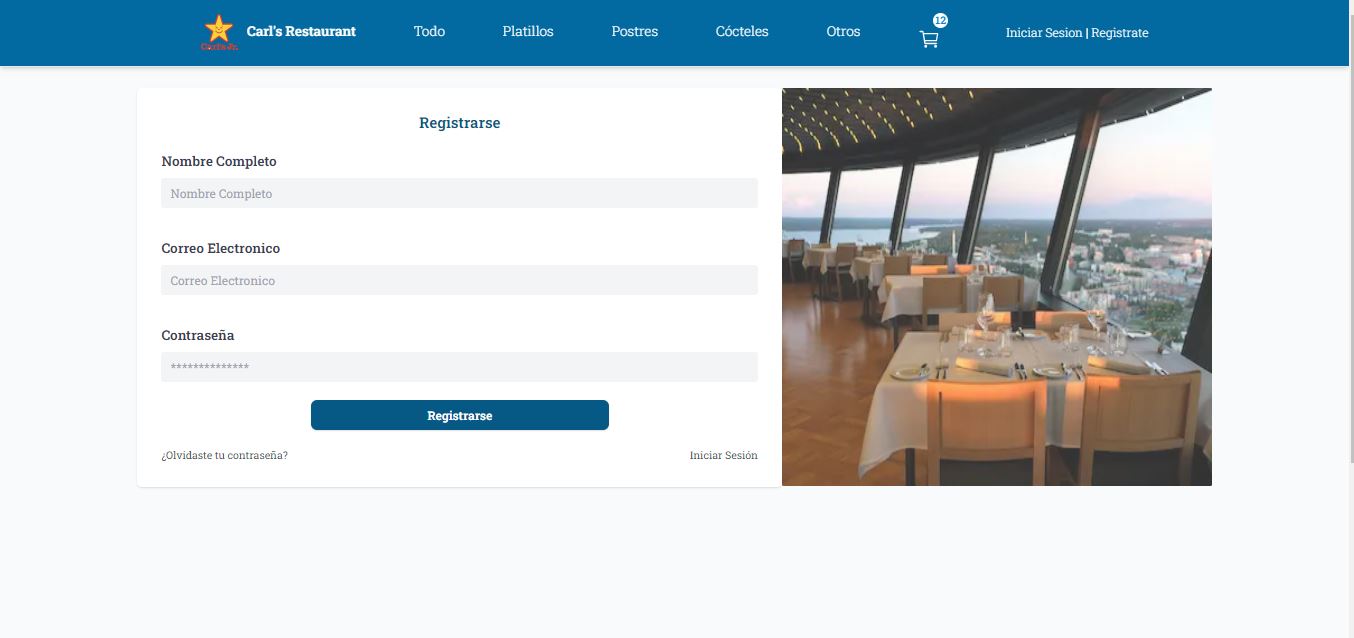 Carl's Jr.
Carl's Restaurant
Todo
Platillos
Postres
Cócteles
Otros
12
Iniciar Sesion | Registrate
Registrarse
Nombre Completo
Nombre Completo
Correo Electronico
Correo Electronico
Contraseña
**************
Registrarse
¿Olvidaste tu contraseña?
Iniciar Sesión